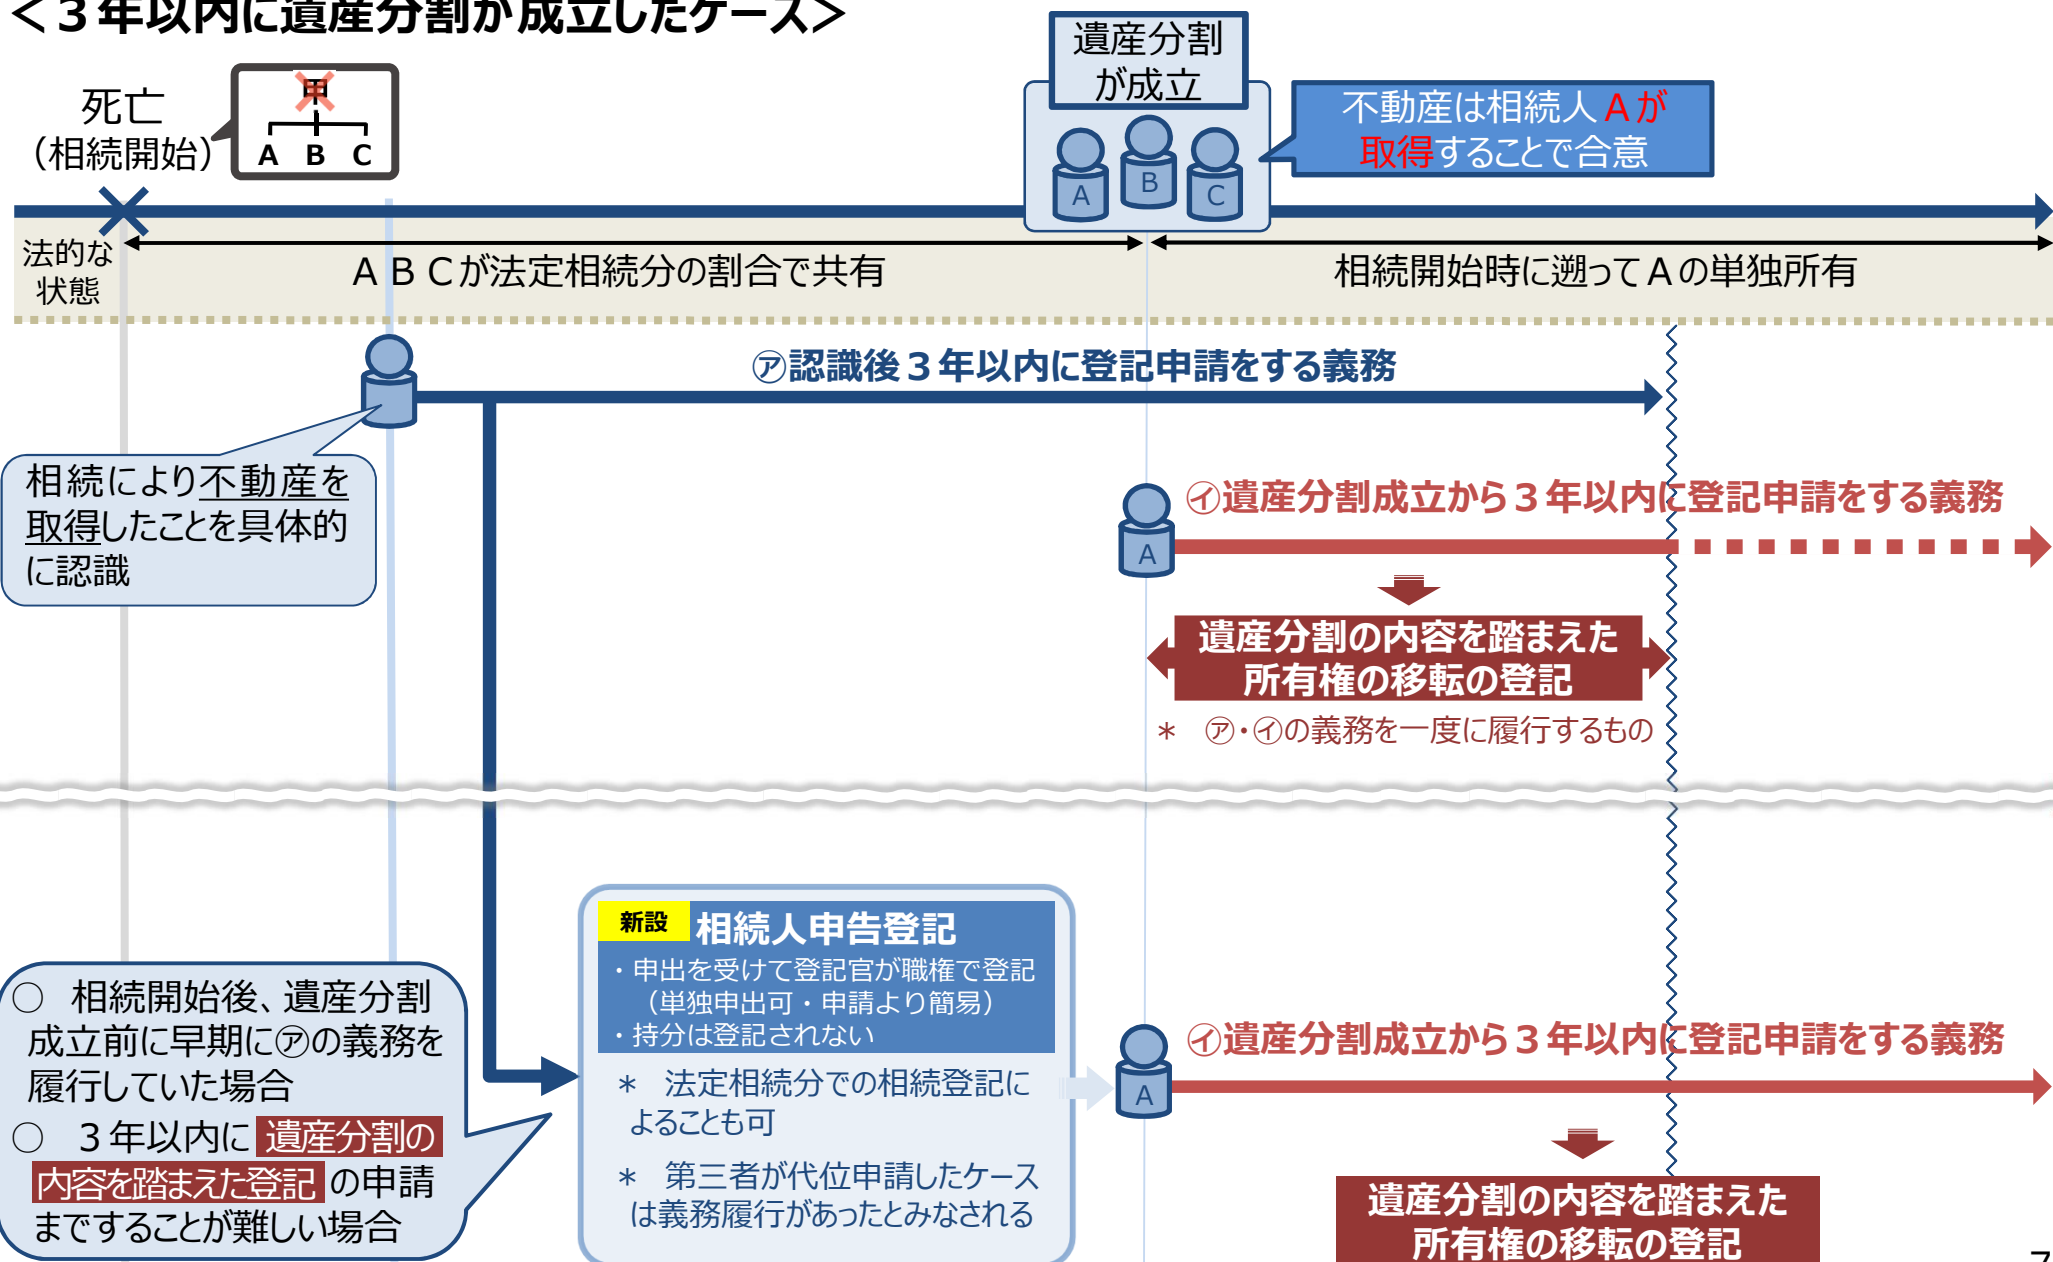 ＜３年以内に遺産分割が成立したケース＞
死亡
（相続開始）
甲
A B C
遺産分割
が成立
A
B
C
不動産は相続人Ａが
取得することで合意
法的な
状態
ＡＢＣが法定相続分の割合で共有
相続開始時に遡ってＡの単独所有
㋐認識後３年以内に登記申請をする義務
相続により不動産を
取得したことを具体的
に認識
㋑遺産分割成立から３年以内に登記申請をする義務
A
遺産分割の内容を踏まえた
所有権の移転の登記
＊　㋐・㋑の義務を一度に履行するもの
新設 相続人申告登記
・申出を受けて登記官が職権で登記
（単独申出可・申請より簡易）
・持分は登記されない
＊　法定相続分での相続登記に
よることも可
＊　第三者が代位申請したケース
は義務履行があったとみなされる
○　相続開始後、遺産分割
成立前に早期に㋐の義務を
履行していた場合
○　３年以内に遺産分割の
内容を踏まえた登記の申請
まですることが難しい場合
㋑遺産分割成立から３年以内に登記申請をする義務
A
遺産分割の内容を踏まえた
所有権の移転の登記
7